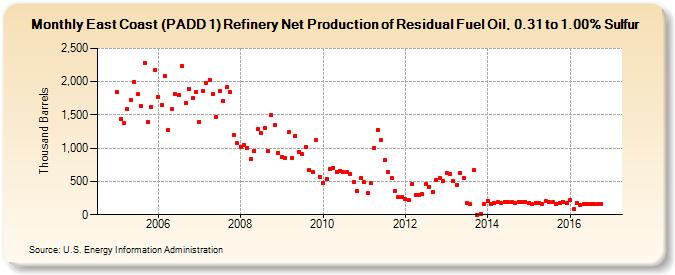 Monthly East Coast (PADD 1) Refinery Net Production of Residual Fuel Oil, 0.31 to 1.00% Sulfur
Thousand Barrels
2,500
2,000
1,500
1,000
500
0
2006 2008 2010 2012 2014 2016
Source: U.S. Energy Information Administration